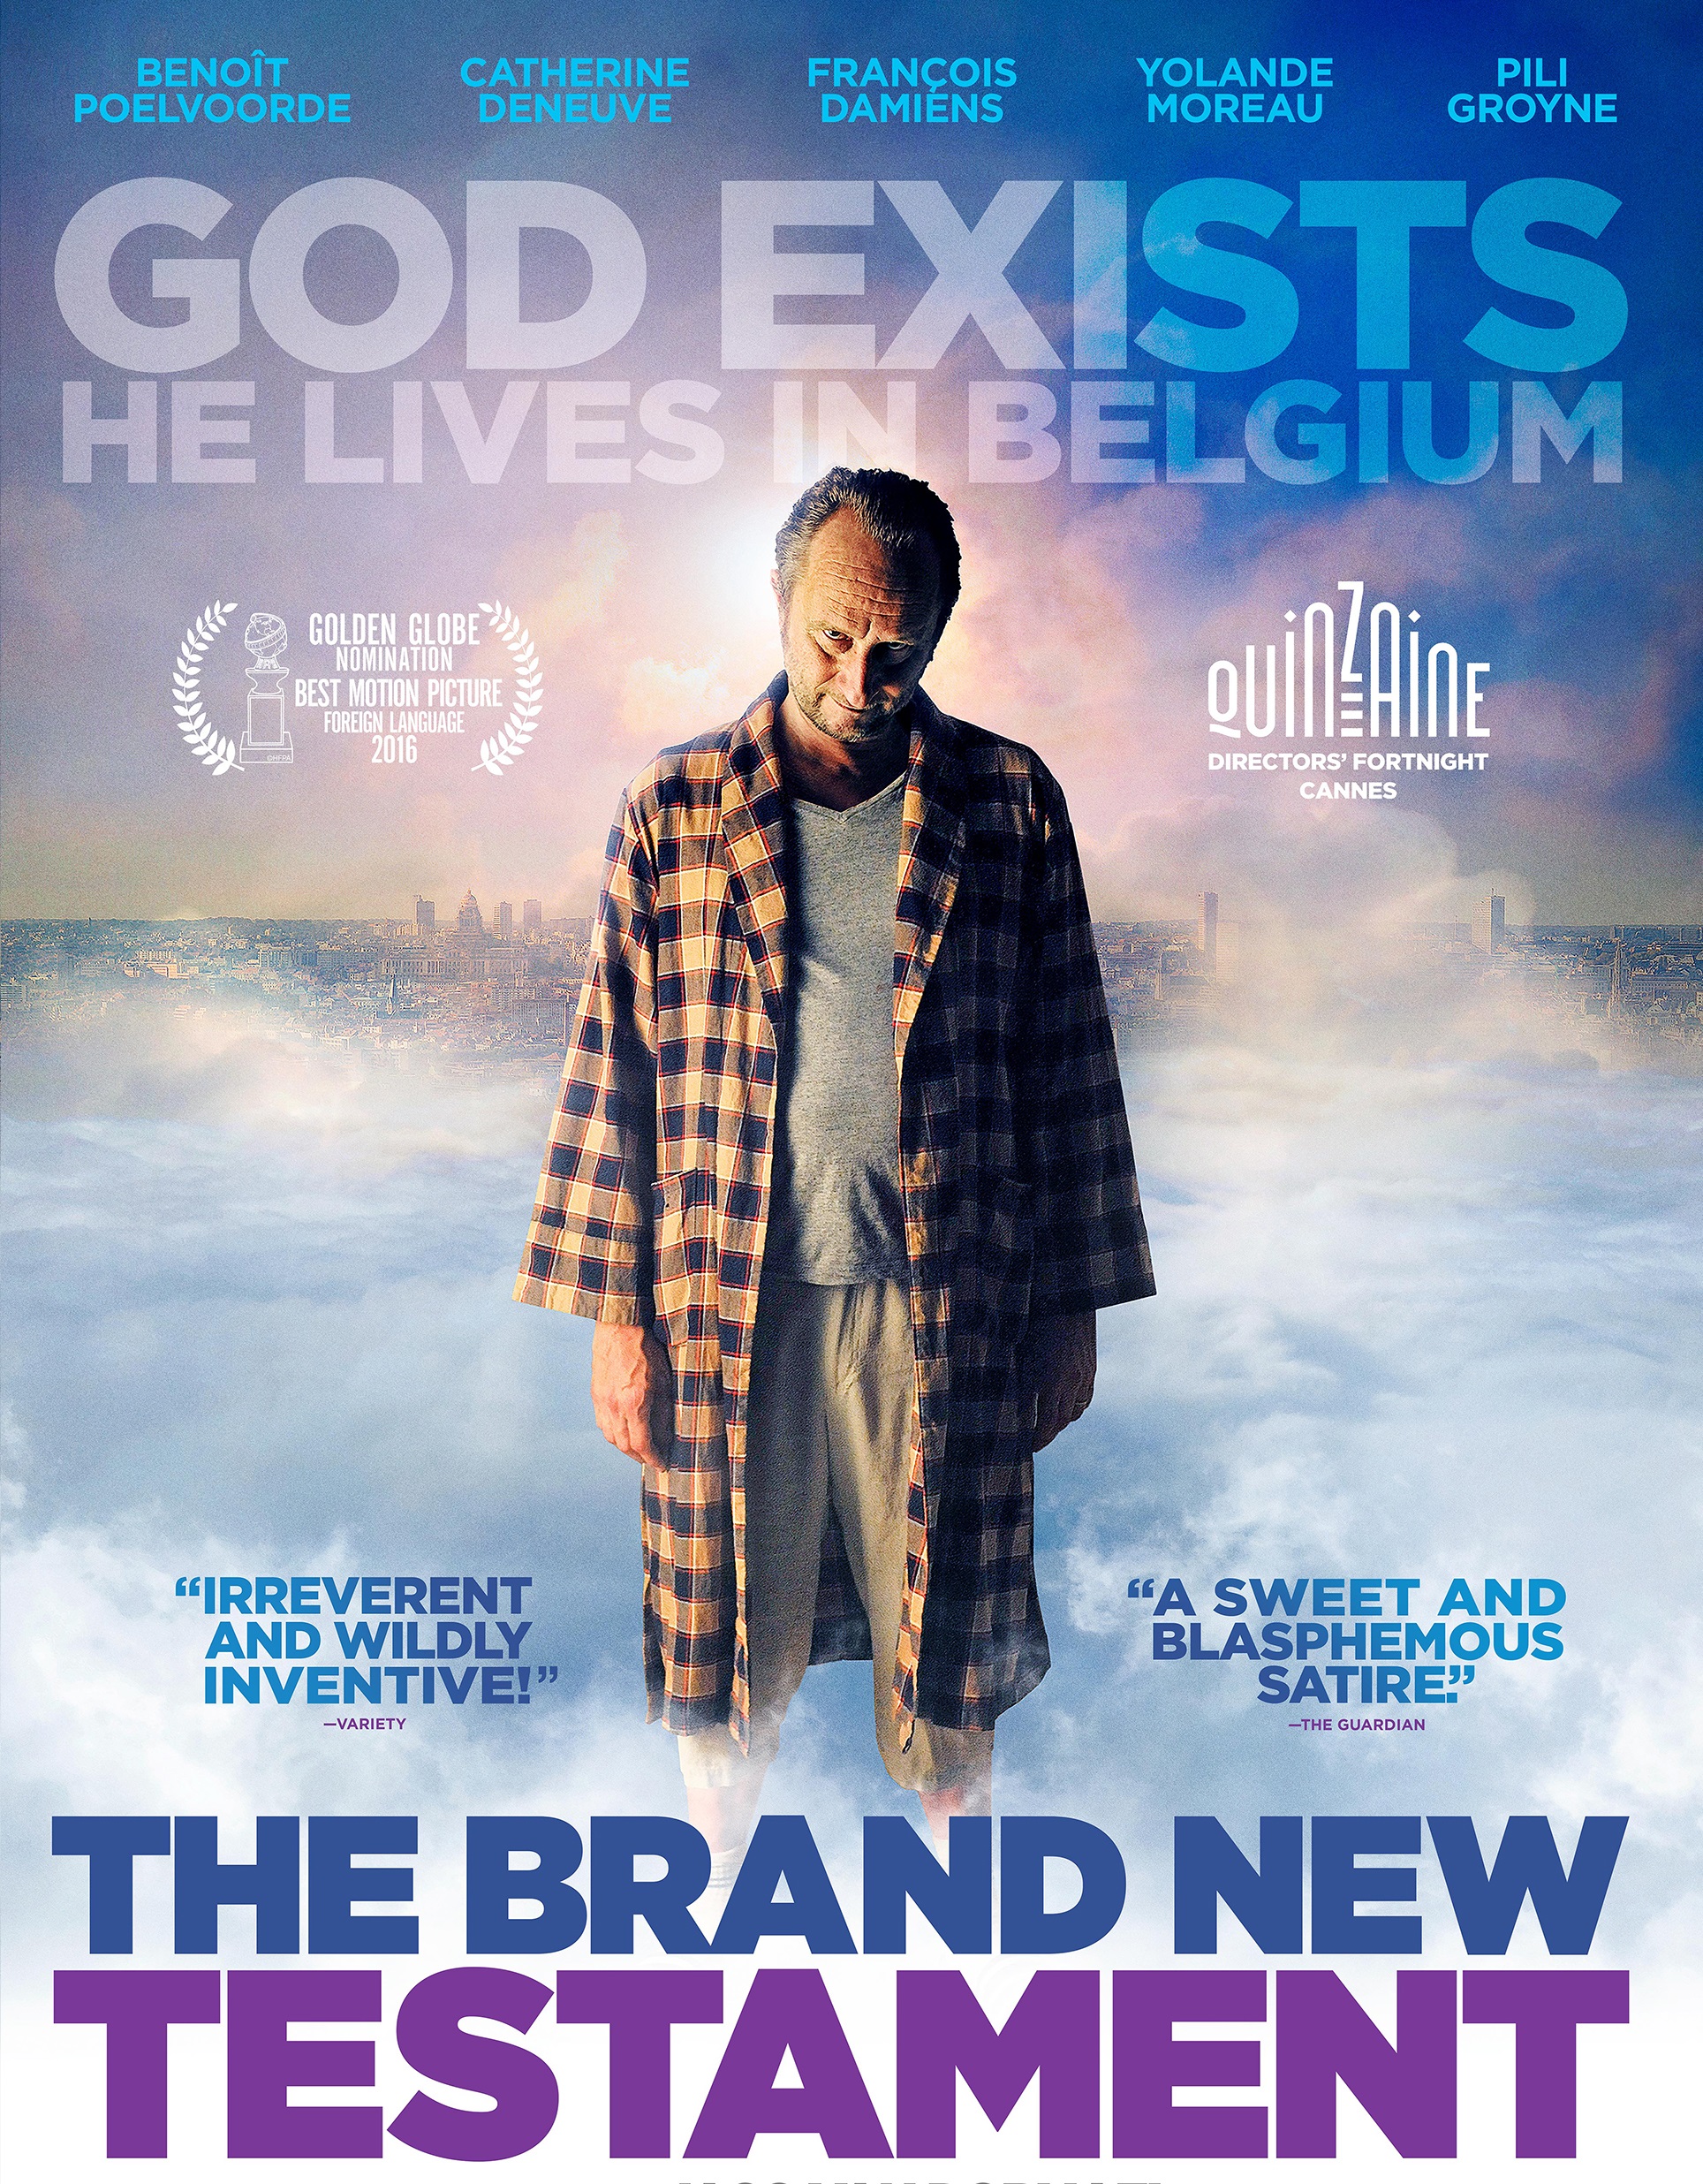 BENOÎT
POELVOORDE
CATHERINE
DENEUVE
FRANÇOIS
DAMIENS
YOLANDE
MOREAU
PILI
GROYNE
GOD EXISTS
HE LIVES IN BELGIUM
GOLDEN GLOBE
NOMINATION
BEST MOTION PICTURE
FOREIGN LANGUAGE
2016
©HFPA
QUINZAINE
DIRECTORS' FORTNIGHT
CANNES
“IRREVERENT
AND WILDLY
INVENTIVE!”
—VARIETY
“A SWEET AND
BLASPHEMOUS
SATIRE.”
—THE GUARDIAN
THE BRAND NEW
TESTAMENT